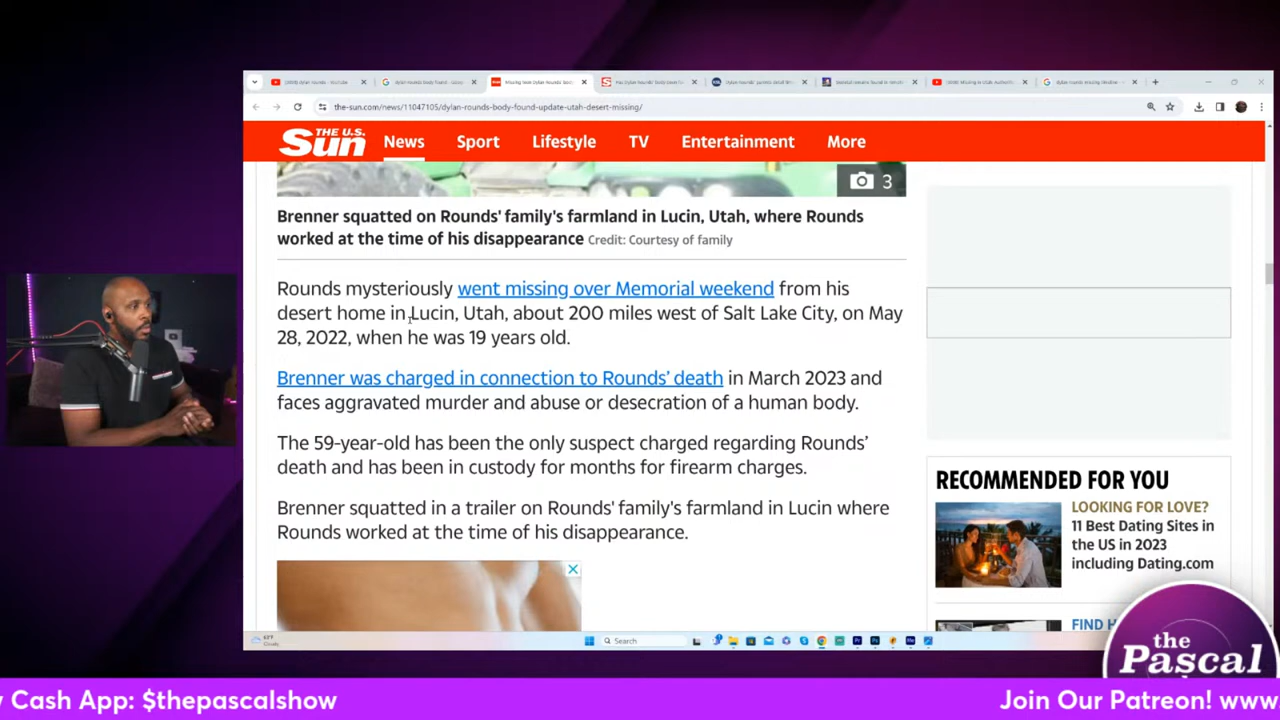 Missing teen Dylan Rounds' bod
the-sun.com/news/11047105/dylan-rounds-body-found-update-utah-desert-missing/
THE U.S. Sun
News Sport Lifestyle TV Entertainment More
3
Brenner squatted on Rounds' family's farmland in Lucin, Utah, where Rounds
worked at the time of his disappearance Credit: Courtesy of family
Rounds mysteriously went missing over Memorial weekend from his
desert home in Lucin, Utah, about 200 miles west of Salt Lake City, on May
28, 2022, when he was 19 years old.
Brenner was charged in connection to Rounds' death in March 2023 and
faces aggravated murder and abuse or desecration of a human body.
The 59-year-old has been the only suspect charged regarding Rounds'
death and has been in custody for months for firearm charges.
Brenner squatted in a trailer on Rounds' family's farmland in Lucin where
Rounds worked at the time of his disappearance.
RECOMMENDED FOR YOU
LOOKING FOR LOVE?
11 Best Dating Sites in
the US in 2023
including Dating.com
FIND H
Search
the
Pascal
y Cash App: $thepascalshow
Join Our Patreon! www.